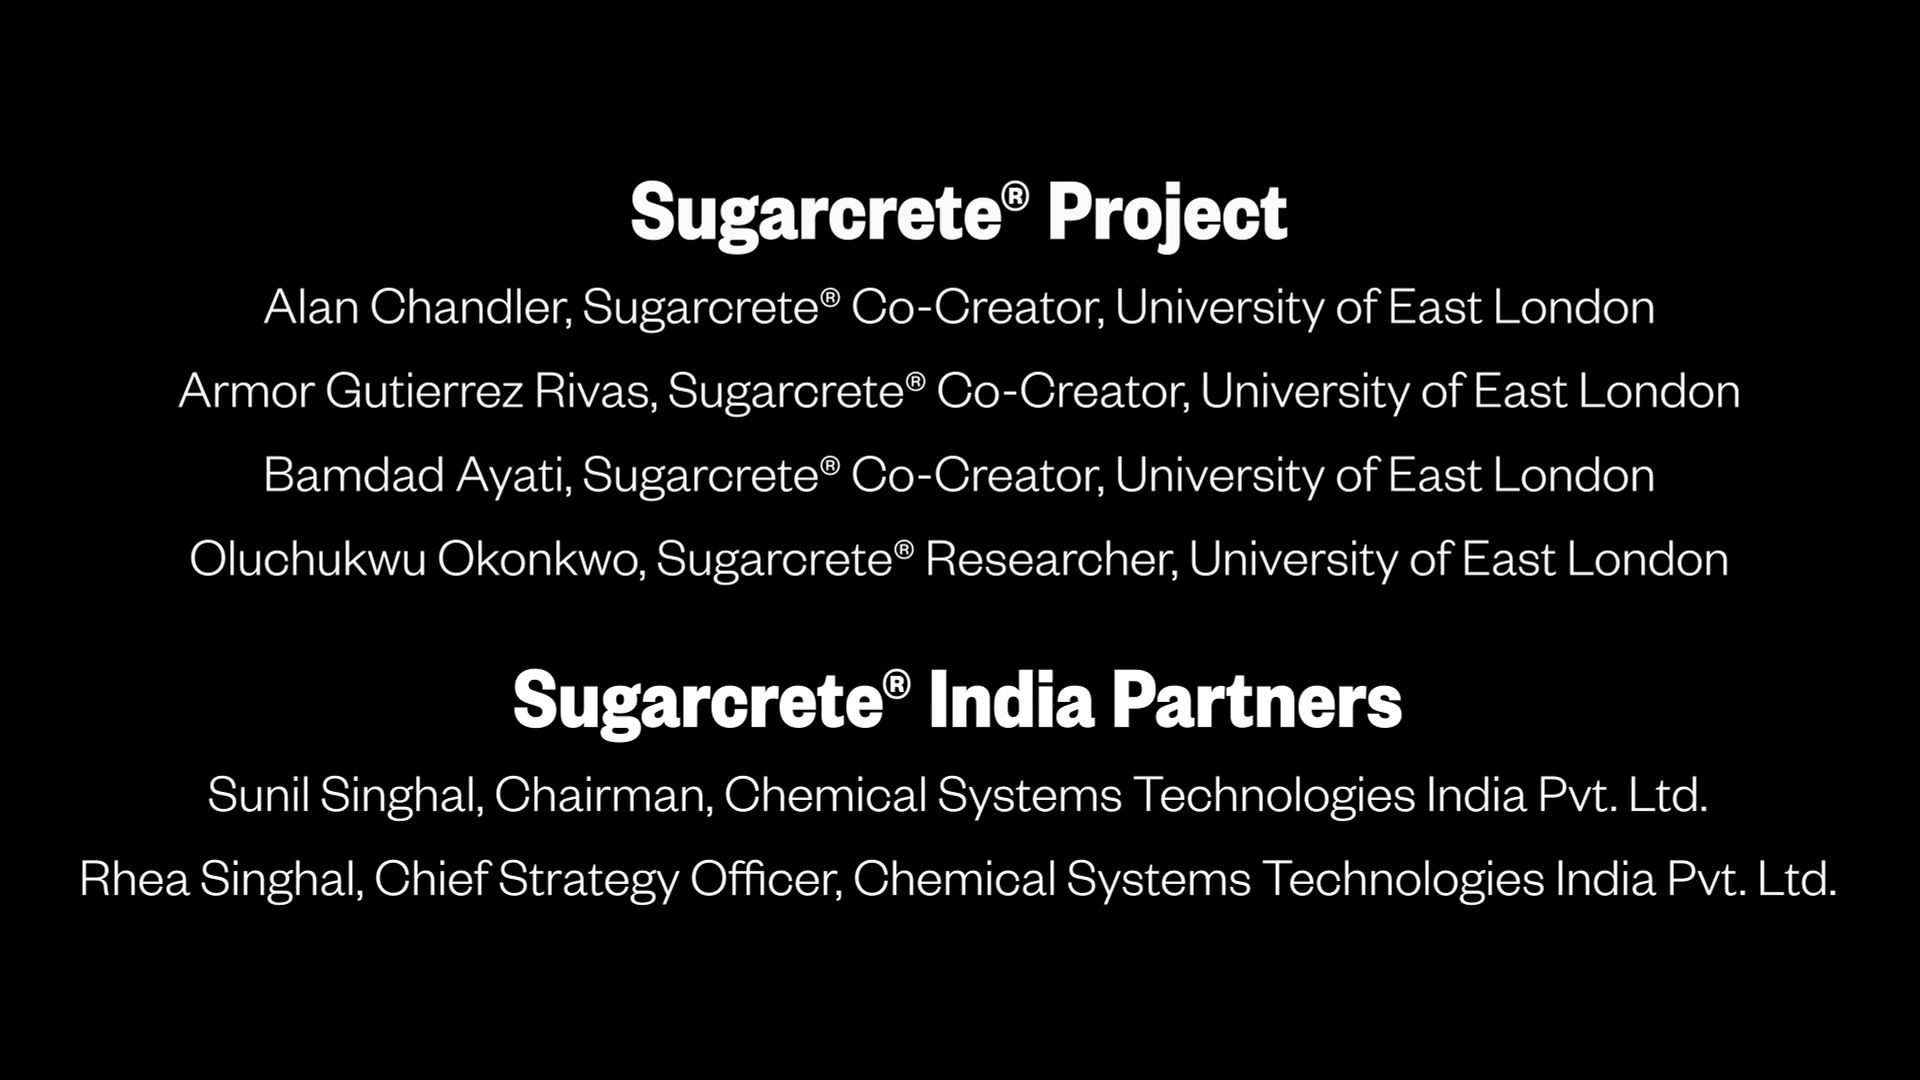 Sugarcrete® Project
Alan Chandler, Sugarcrete® Co-Creator, University of East London
Armor Gutierrez Rivas, Sugarcrete® Co-Creator, University of East London
Bamdad Ayati, Sugarcrete® Co-Creator, University of East London
Oluchukwu Okonkwo, Sugarcrete® Researcher, University of East London
Sugarcrete® India Partners
Sunil Singhal, Chairman, Chemical Systems Technologies India Pvt. Ltd.
Rhea Singhal, Chief Strategy Officer, Chemical Systems Technologies India Pvt. Ltd.